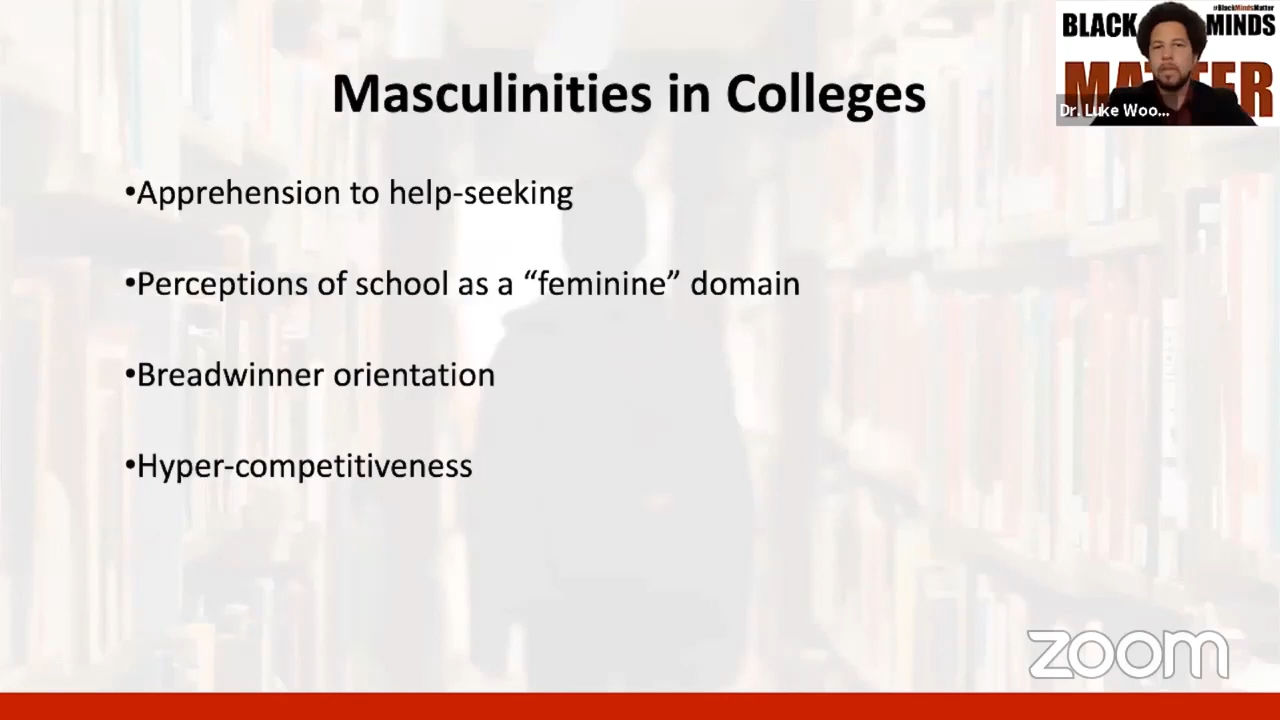 Masculinities in Colleges
•Apprehension to help-seeking
•Perceptions of school as a “feminine” domain
•Breadwinner orientation
•Hyper-competitiveness
#BlackMindsMatter
BLACK MINDS
MATTER
Dr. Luke Woo...
zoom